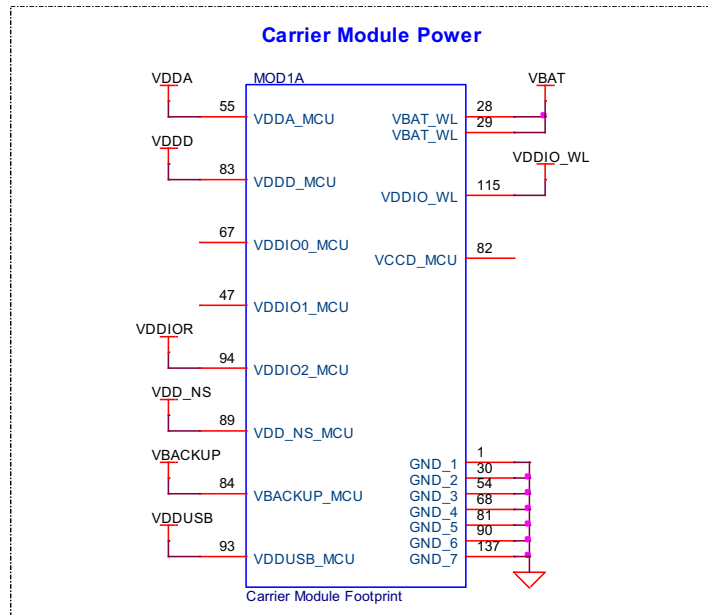 Carrier Module Power
MOD1A
VDDA
55
VDDA_MCU
VDDD
83
VDDD_MCU
67
VDDIO0_MCU
47
VDDIO1_MCU
VDDIOR
94
VDDIO2_MCU
VDD_NS
89
VDD_NS_MCU
VBACKUP
84
VBACKUP_MCU
VDDUSB
93
VDDUSB_MCU
VBAT
VBAT_WL 28
VBAT_WL 29
VDDIO_WL
VDDIO_WL 115
VCCD_MCU 82
GND_1 1
GND_2 30
GND_3 54
GND_4 68
GND_5 81
GND_6 90
GND_7 137
Carrier Module Footprint